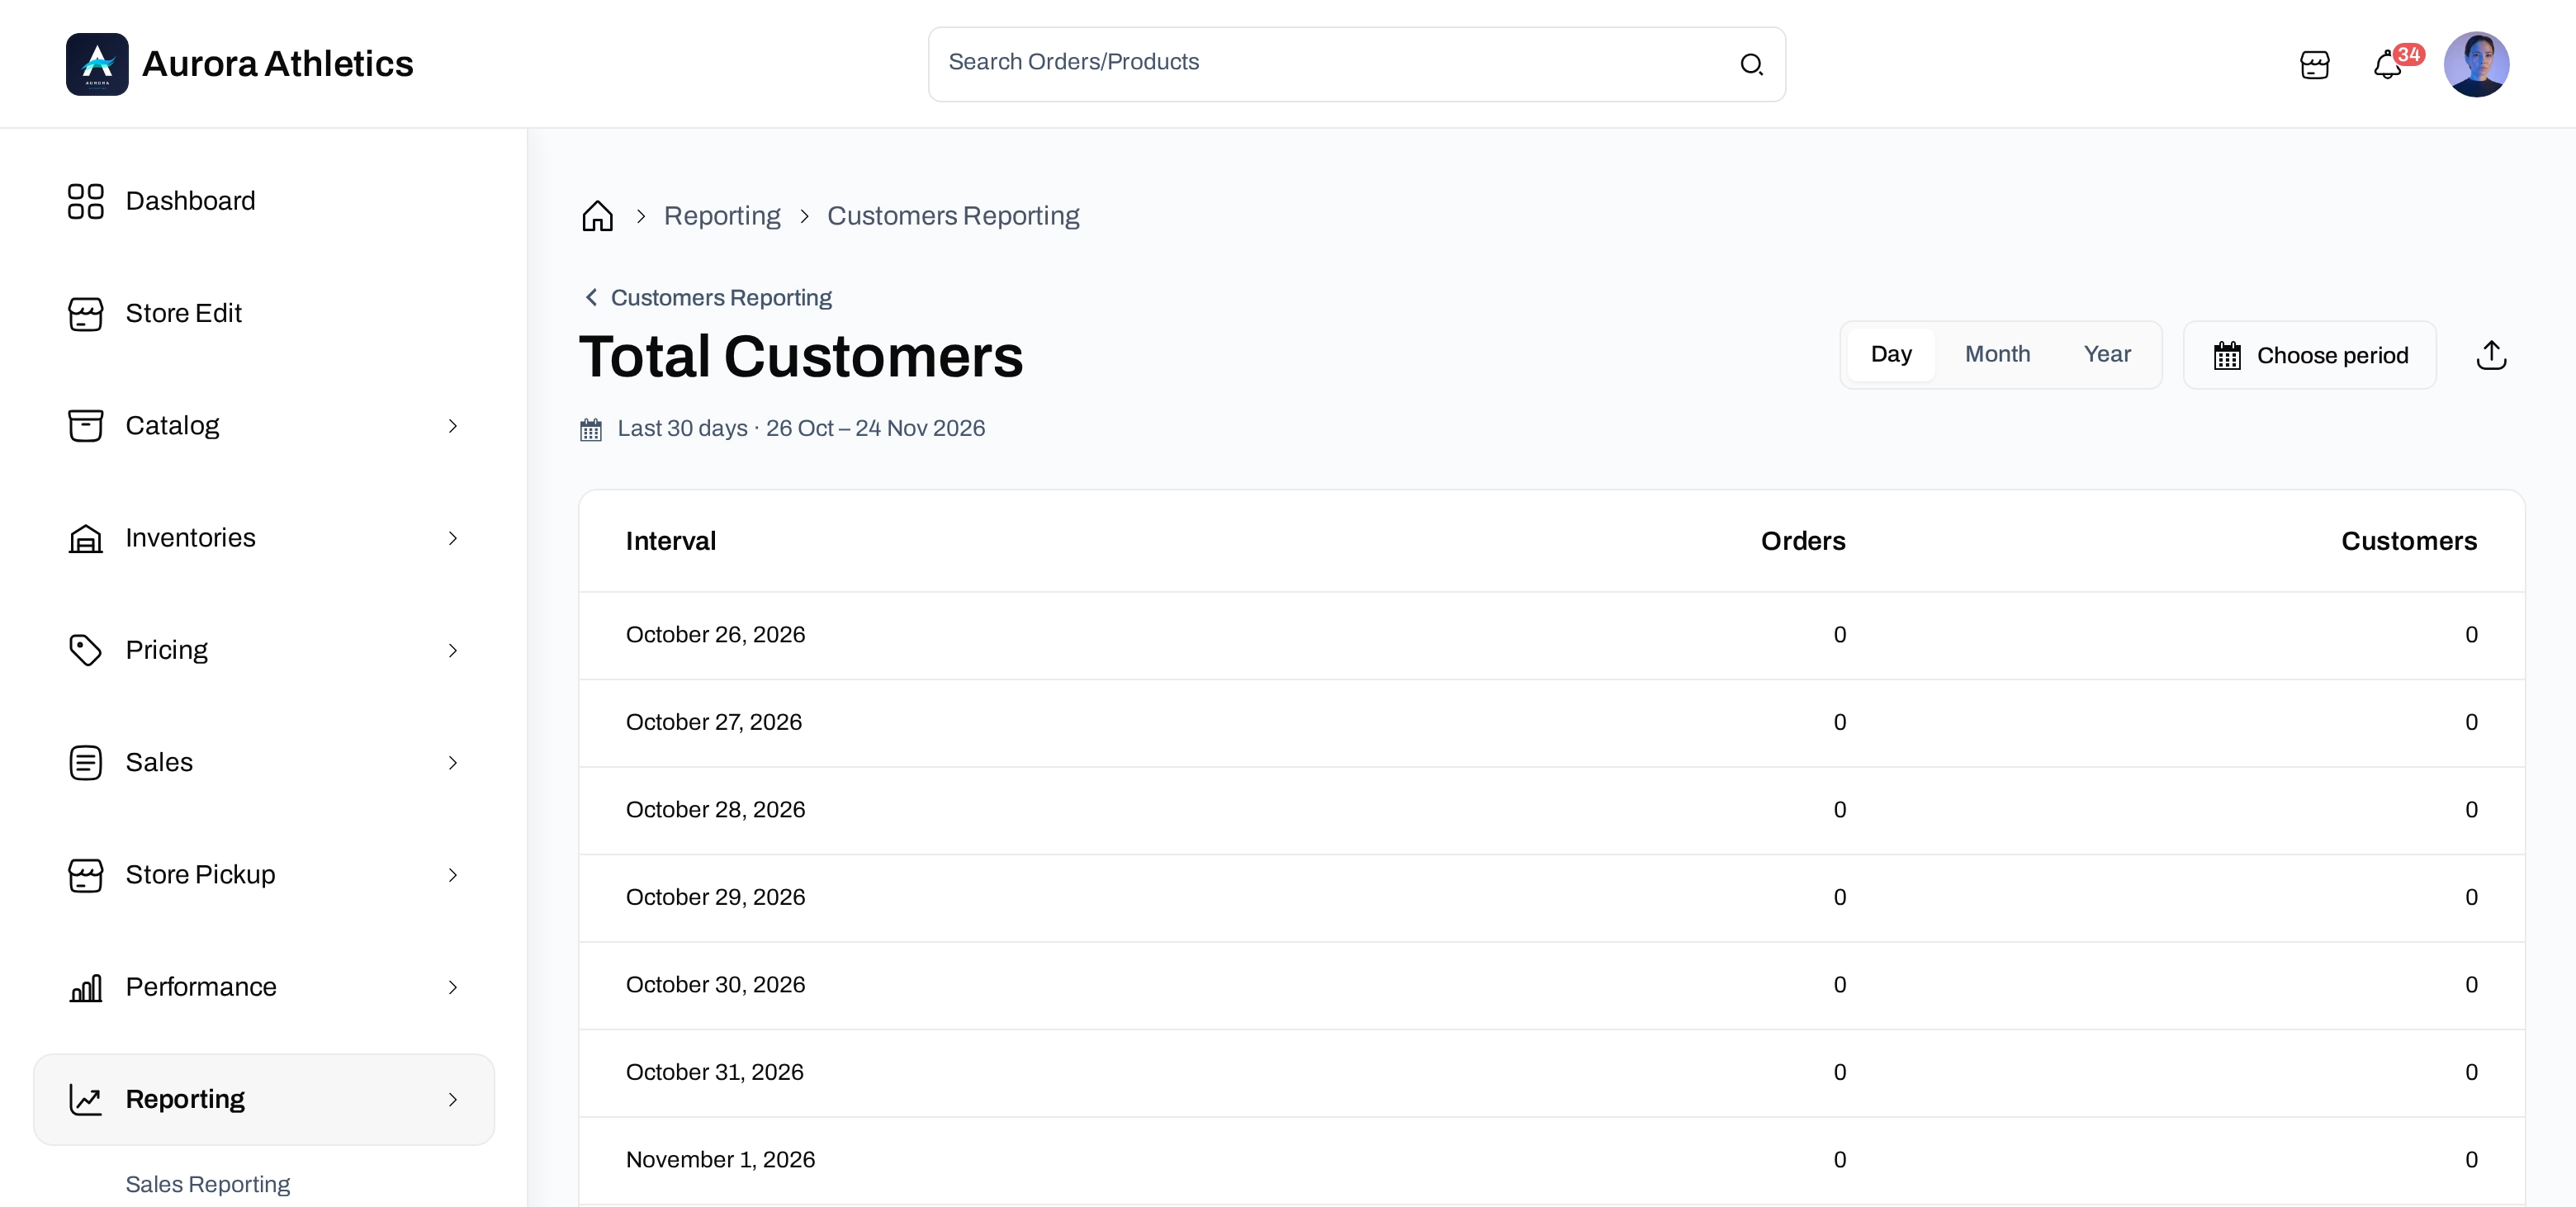 Aurora Athletics
Search Orders/Products
34
Dashboard
Store Edit
Catalog
Inventories
Pricing
Sales
Store Pickup
Performance
Reporting
Sales Reporting
Reporting
Customers Reporting
Customers Reporting
Total Customers
Last 30 days · 26 Oct – 24 Nov 2026
Day Month Year
Choose period
Interval Orders Customers
October 26, 2026 0 0
October 27, 2026 0 0
October 28, 2026 0 0
October 29, 2026 0 0
October 30, 2026 0 0
October 31, 2026 0 0
November 1, 2026 0 0